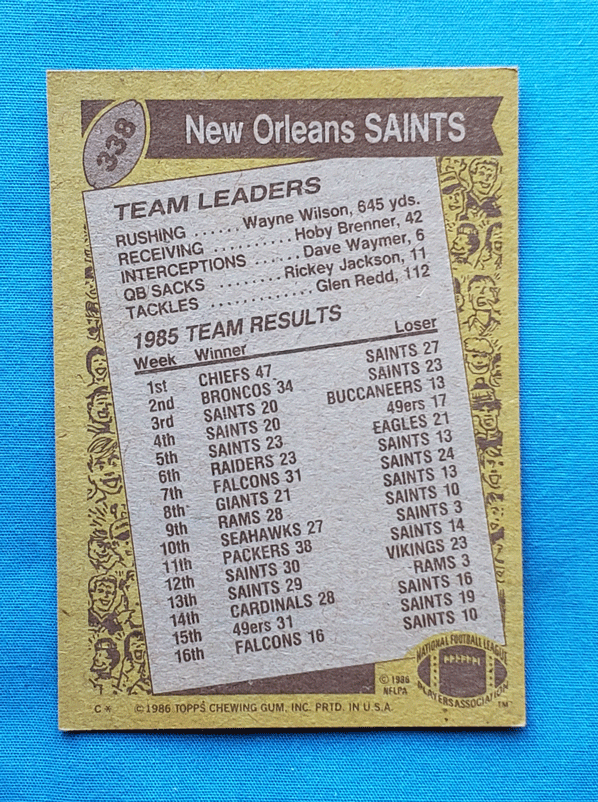 338
New Orleans SAINTS
TEAM LEADERS
RUSHING ...... Wayne Wilson, 645 yds.
RECEIVING .......... Hoby Brenner, 42
INTERCEPTIONS ...... Dave Waymer, 6
QB SACKS ......... Rickey Jackson, 11
TACKLES .............. Glen Redd, 112
1985 TEAM RESULTS
Week Winner Loser
1st CHIEFS 47 SAINTS 27
2nd BRONCOS 34 SAINTS 23
3rd SAINTS 20 BUCCANEERS 13
4th SAINTS 20 49ers 17
5th SAINTS 23 EAGLES 21
6th RAIDERS 23 SAINTS 13
7th FALCONS 31 SAINTS 24
8th GIANTS 21 SAINTS 13
9th RAMS 28 SAINTS 10
10th SEAHAWKS 27 SAINTS 3
11th PACKERS 38 SAINTS 14
12th SAINTS 30 VIKINGS 23
13th SAINTS 29 RAMS 3
14th CARDINALS 28 SAINTS 16
15th 49ers 31 SAINTS 19
16th FALCONS 16 SAINTS 10
NATIONAL FOOTBALL LEAGUE
PLAYERS ASSOCIATION
TM
© 1986
NFLPA
C* © 1986 TOPPS CHEWING GUM, INC. PRTD. IN U.S.A.